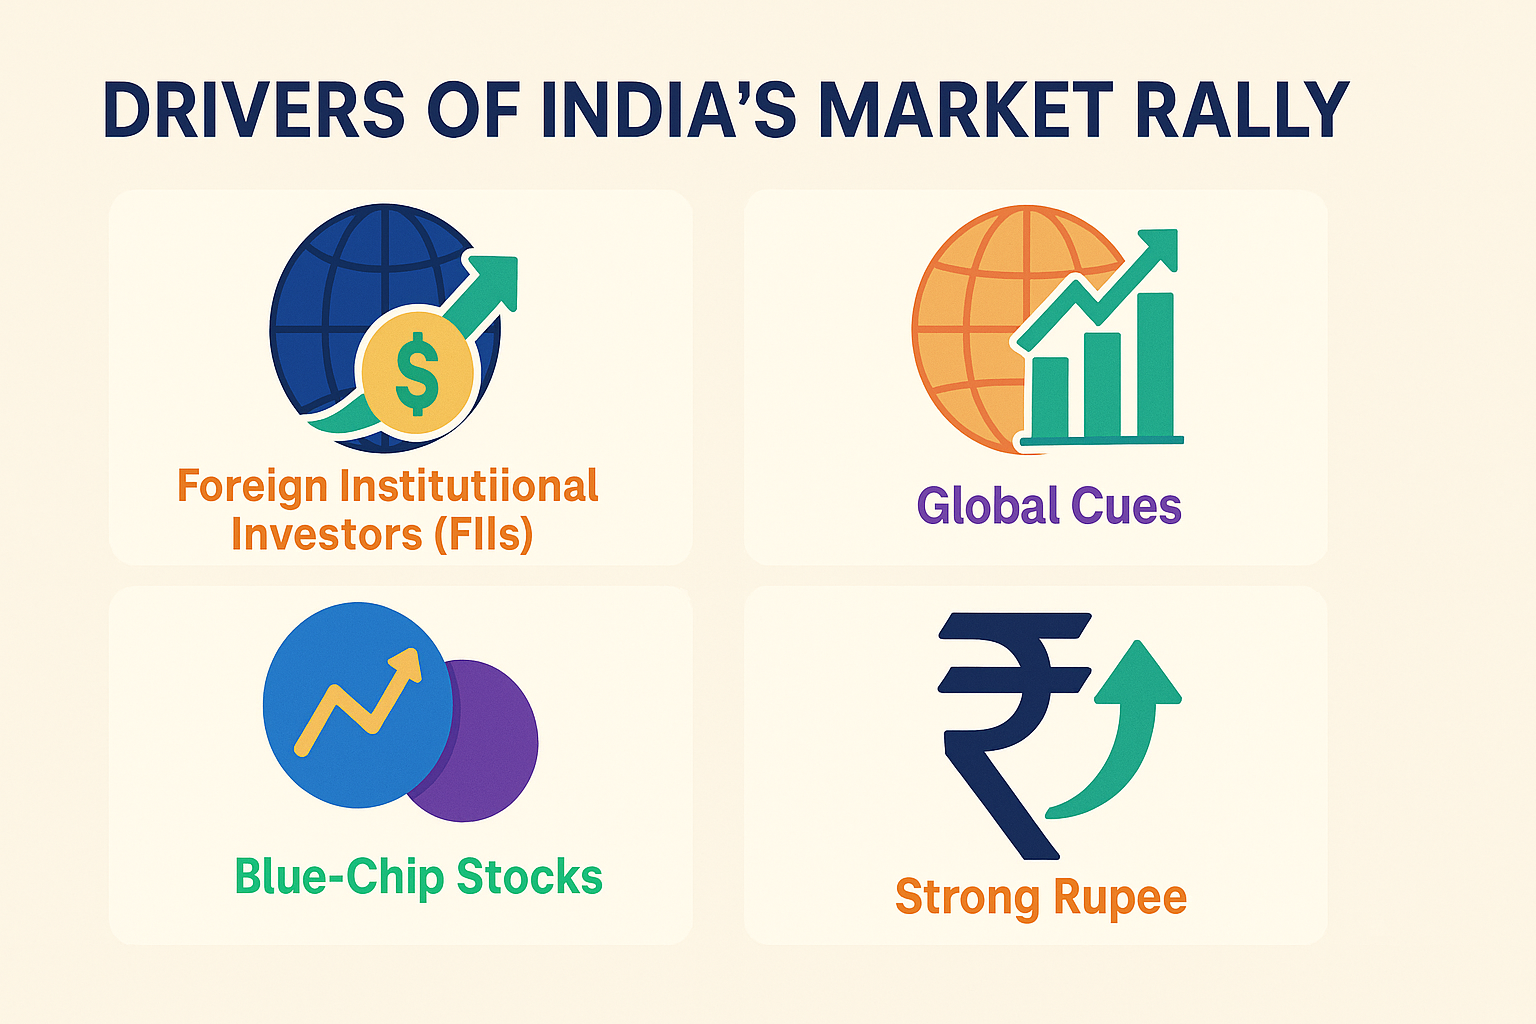 DRIVERS OF INDIA’S MARKET RALLY
$
Foreign Institutiional
Investors (FIIs)
Global Cues
Blue-Chip Stocks
₹
Strong Rupee